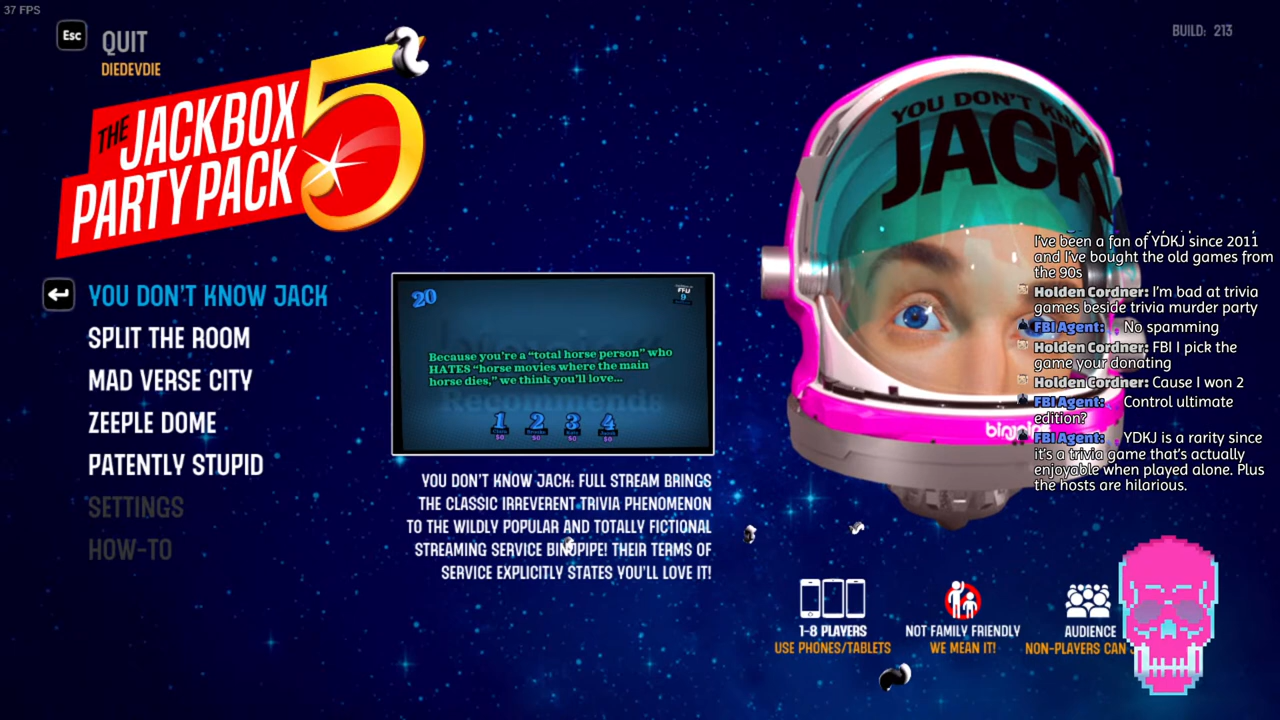 37 FPS
Esc
QUIT
DIEDEVDIE
BUILD: 213
THE
JACKBOX
PARTY PACK
5
YOU DON'T KNOW
JACK
YOU DON'T KNOW JACK
SPLIT THE ROOM
MAD VERSE CITY
ZEEPLE DOME
PATENTLY STUPID
SETTINGS
HOW-TO
20
9
Because you're a "total horse person" who
HATES "horse movies where the main
horse dies," we think you'll love...
Recommends
1 2 3 4
$0 $0 $0 $0
YOU DON'T KNOW JACK: FULL STREAM BRINGS
THE CLASSIC IRREVERENT TRIVIA PHENOMENON
TO THE WILDLY POPULAR AND TOTALLY FICTIONAL
STREAMING SERVICE BINJPIPE! THEIR TERMS OF
SERVICE EXPLICITLY STATES YOU'LL LOVE IT!
I've been a fan of YDKJ since 2011
and I've bought the old games from
the 90s
Holden Cordner: I'm bad at trivia
games beside trivia murder party
FBI Agent: No spamming
Holden Cordner: FBI I pick the
game your donating
Holden Cordner: Cause I won 2
FBI Agent: Control ultimate
edition?
FBI Agent: YDKJ is a rarity since
it's a trivia game that's actually
enjoyable when played alone. Plus
the hosts are hilarious.
1-8 PLAYERS
USE PHONES/TABLETS
NOT FAMILY FRIENDLY
WE MEAN IT!
AUDIENCE
NON-PLAYERS CAN